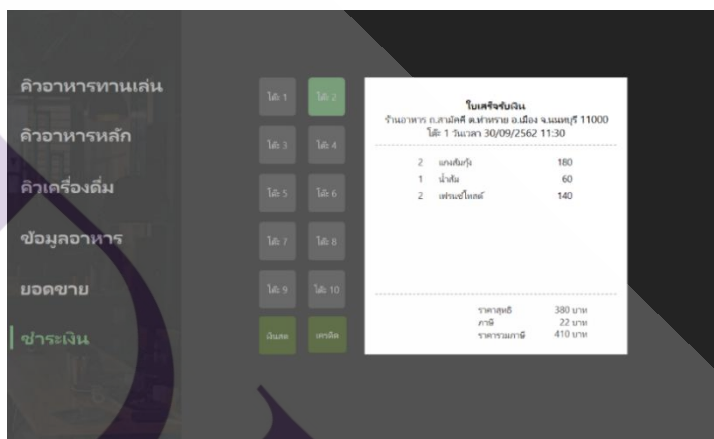 คิวอาหารทานเล่น
คิวอาหารหลัก
คิวเครื่องดื่ม
ข้อมูลอาหาร
ยอดขาย
ชำระเงิน
โต๊ะ 1 โต๊ะ 2
โต๊ะ 3 โต๊ะ 4
โต๊ะ 5 โต๊ะ 6
โต๊ะ 7 โต๊ะ 8
โต๊ะ 9 โต๊ะ 10
เงินสด เครดิต
ใบเสร็จรับเงิน
ร้านอาหาร ถ.สามัคคี ต.ท่าทราย อ.เมือง จ.นนทบุรี 11000
โต๊ะ 1 วันเวลา 30/09/2562 11:30
2 แกงส้มกุ้ง 180
1 น้ำส้ม 60
2 เฟรนช์โทสต์ 140
ราคาสุทธิ 380 บาท
ภาษี 22 บาท
ราคารวมภาษี 410 บาท